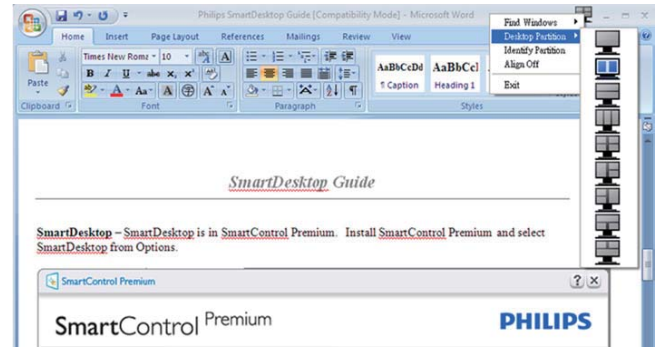 Philips SmartDesktop Guide [Compatibility Mode] - Microsoft Word
Home Insert Page Layout References Mailings Review View
Find Windows
Desktop Partition
Identify Partition
Align Off
Exit
Paste
Times New Roma 10
B I U abc x, x²
Aa
AaBbCcDd AaBbCcl
¶ Caption Heading 1
Clipboard Font Paragraph Styles
SmartDesktop Guide
SmartDesktop – SmartDesktop is in SmartControl Premium. Install SmartControl Premium and select
SmartDesktop from Options.
SmartControl Premium
SmartControl Premium PHILIPS